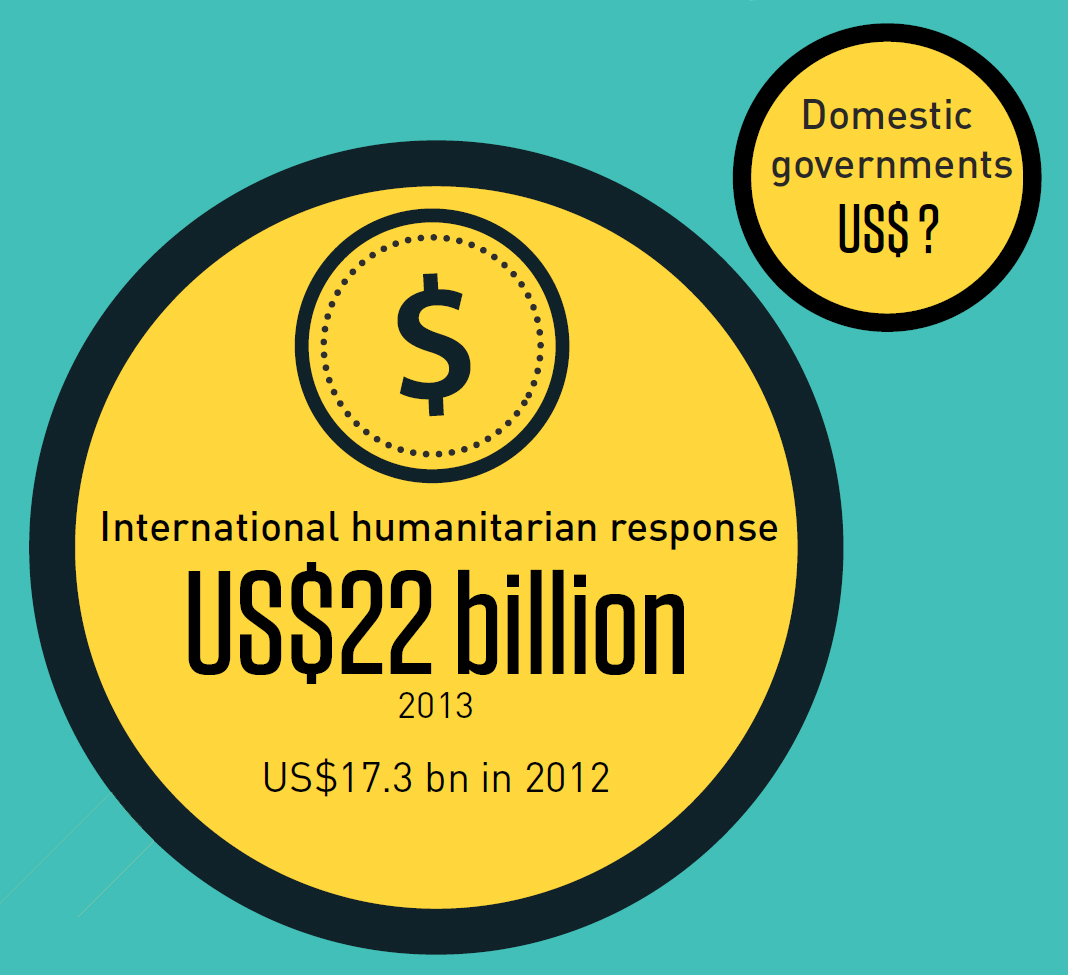 Domestic
governments
US$ ?
$
International humanitarian response
US$22 billion
2013
US$17.3 bn in 2012